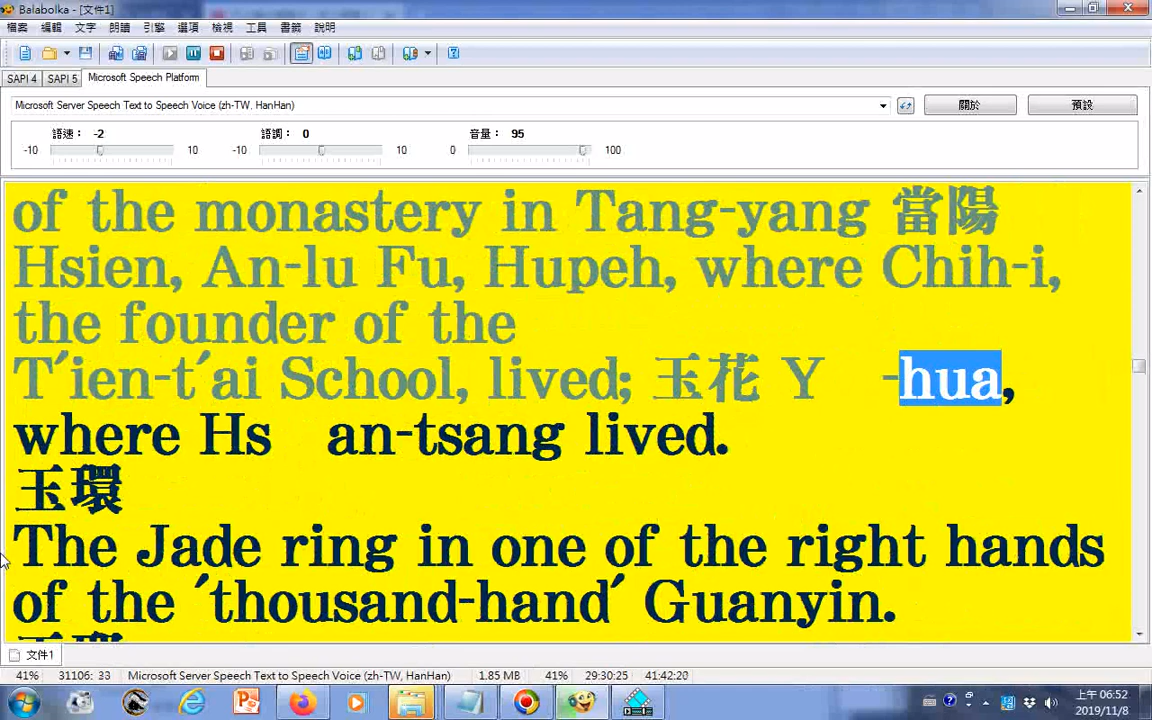 Balabolka - [文件1]
檔案 編輯 文字 朗讀 引擎 選項 檢視 工具 書籤 說明
SAPI 4 SAPI 5 Microsoft Speech Platform
Microsoft Server Speech Text to Speech Voice (zh-TW, HanHan) 關於 預設
語速： -2 語調： 0 音量： 95
-10 10 -10 10 0 100
of the monastery in Tang-yang 當陽
Hsien, An-lu Fu, Hupeh, where Chih-i,
the founder of the
T´ien-t´ai School, lived; 玉花 Y -hua,
where Hs an-tsang lived.
玉環
The Jade ring in one of the right hands
of the ´thousand-hand´ Guanyin.
文件1
41% 31106: 33 Microsoft Server Speech Text to Speech Voice (zh-TW, HanHan) 1.85 MB 41% 29:30:25 41:42:20
上午 06:52
2019/11/8